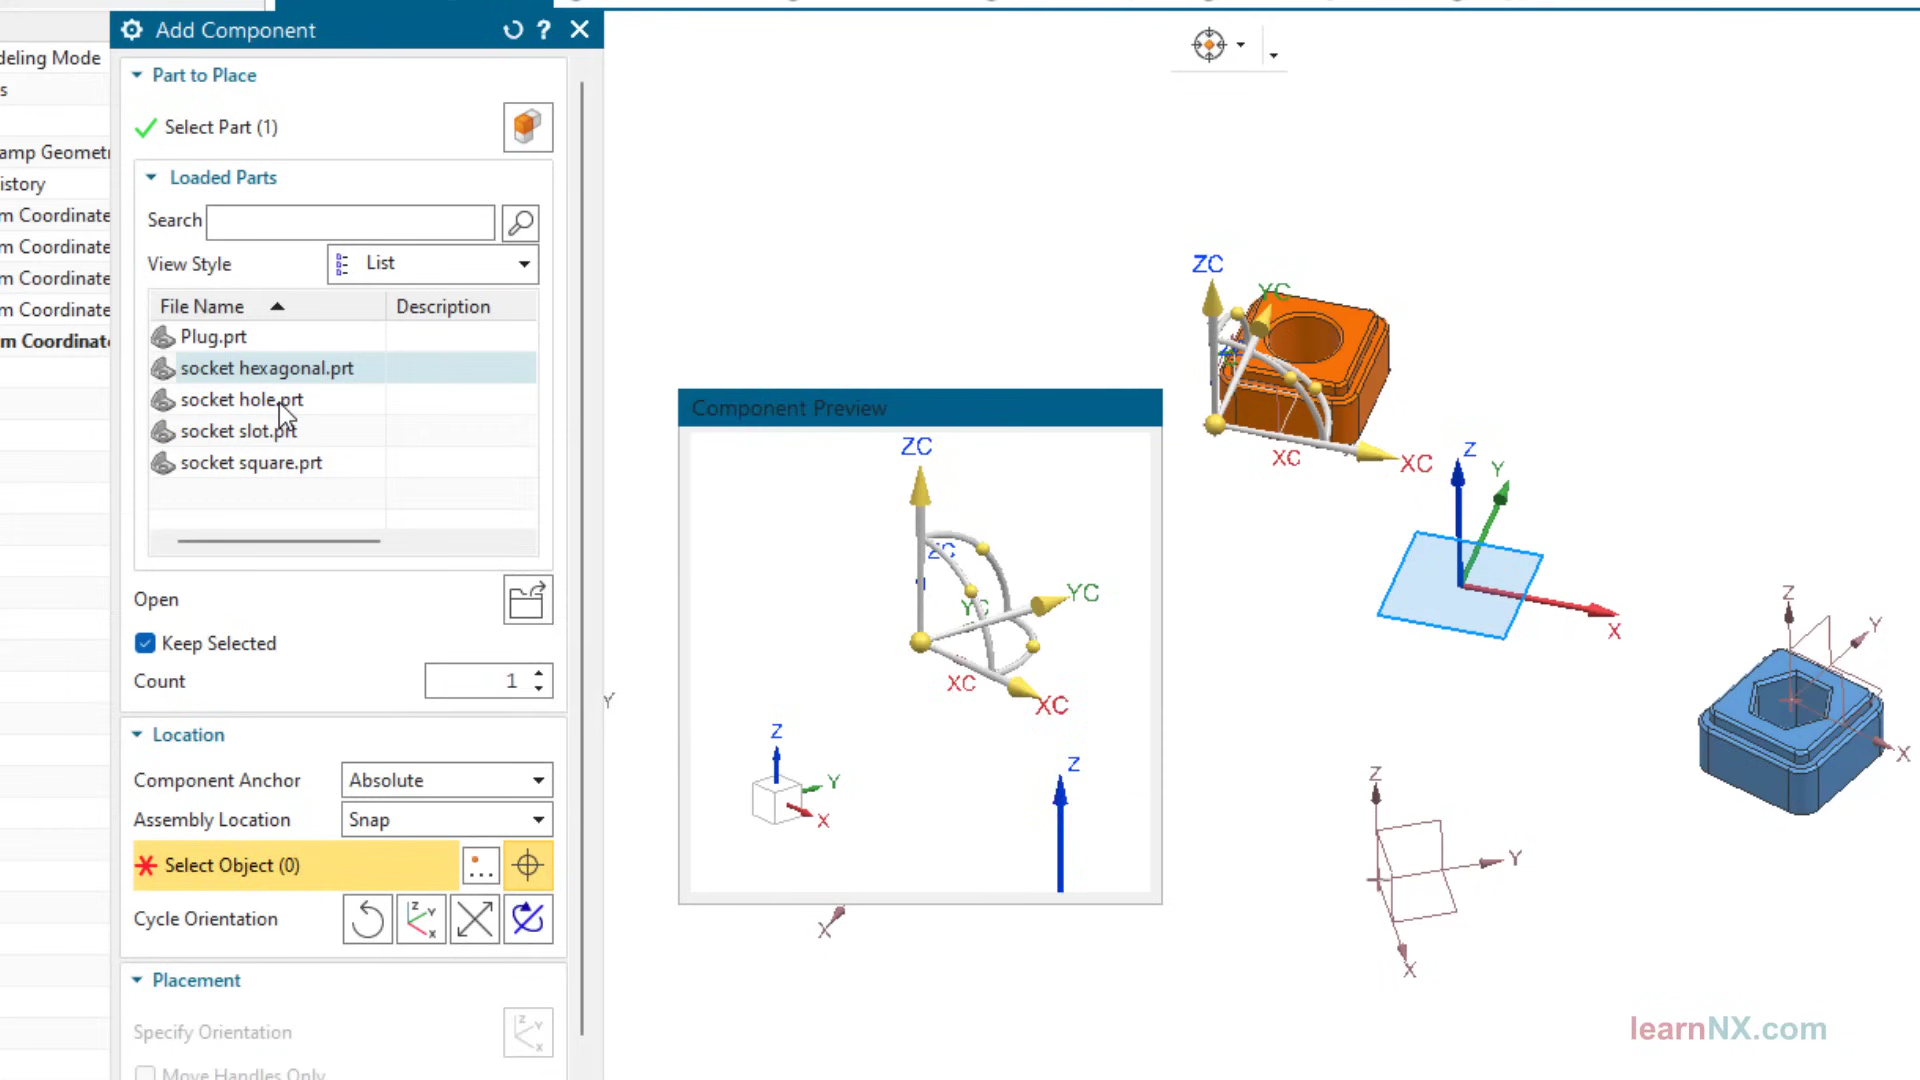 Add Component
?
deling Mode
s
amp Geometr
istory
m Coordinate
m Coordinate
m Coordinate
m Coordinate
m Coordinate
Part to Place
Select Part (1)
Loaded Parts
Search
View Style
List
File Name
Description
Plug.prt
socket hexagonal.prt
socket hole.prt
socket slot.prt
socket square.prt
Open
Keep Selected
Count
1
Location
Component Anchor
Absolute
Assembly Location
Snap
Select Object (0)
Cycle Orientation
Placement
Specify Orientation
Move Handles Only
Component Preview
ZC
ZC
YC
YC
XC
XC
Z
Y
X
Z
ZC
YC
XC
XC
Z
Y
X
Z
Y
X
Z
Y
X
Y
X
learnNX.com